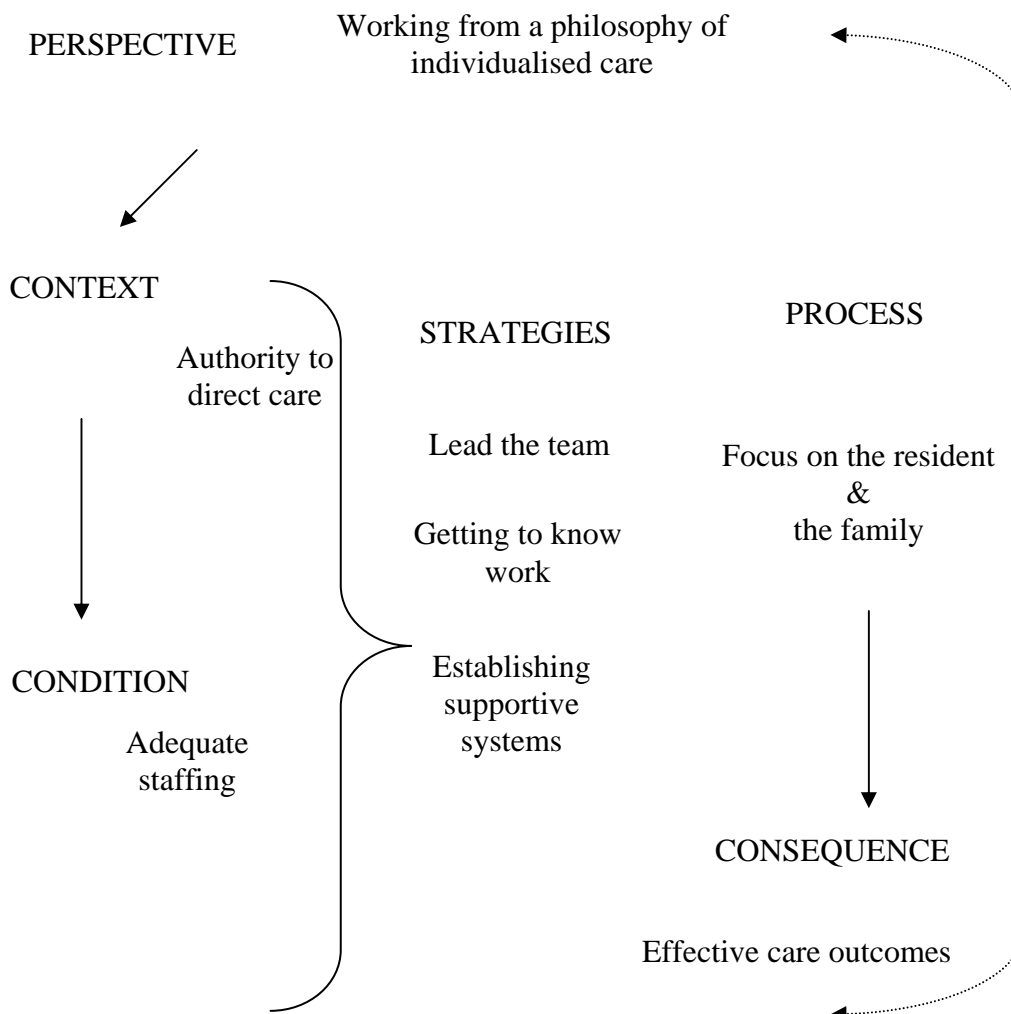 PERSPECTIVE
Working from a philosophy of
individualised care
CONTEXT
Authority to
direct care
CONDITION
Adequate
staffing
STRATEGIES
Lead the team
Getting to know
work
Establishing
supportive
systems
PROCESS
Focus on the resident
&
the family
CONSEQUENCE
Effective care outcomes